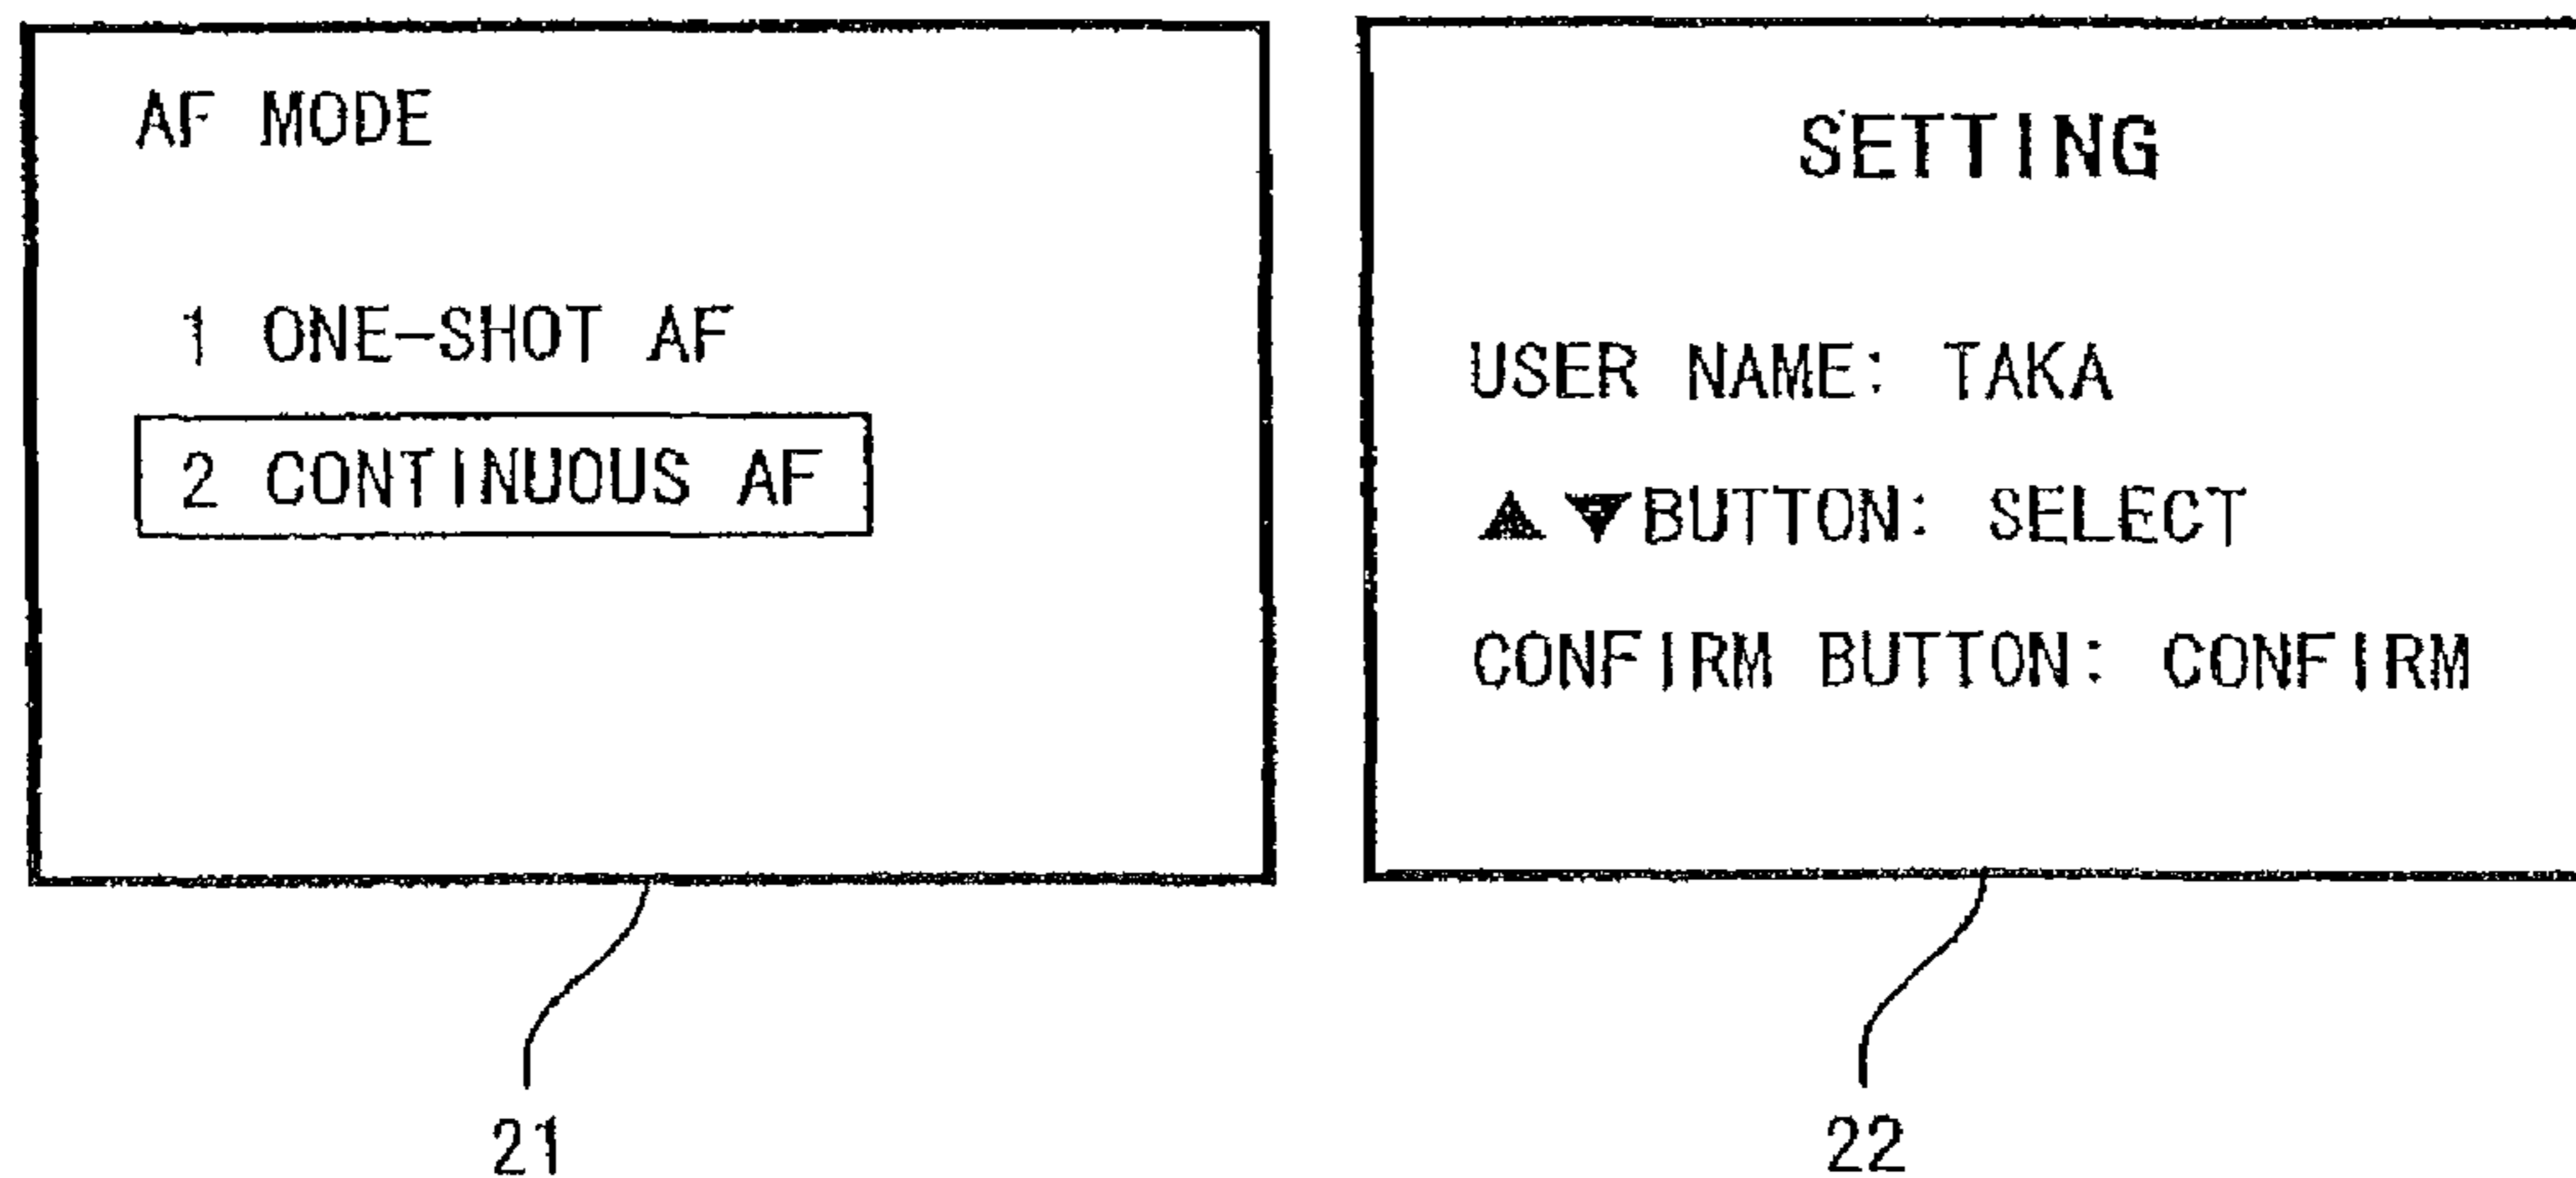 AF MODE
1 ONE-SHOT AF
2 CONTINUOUS AF
21
SETTING
USER NAME: TAKA
▲▼BUTTON: SELECT
CONFIRM BUTTON: CONFIRM
22